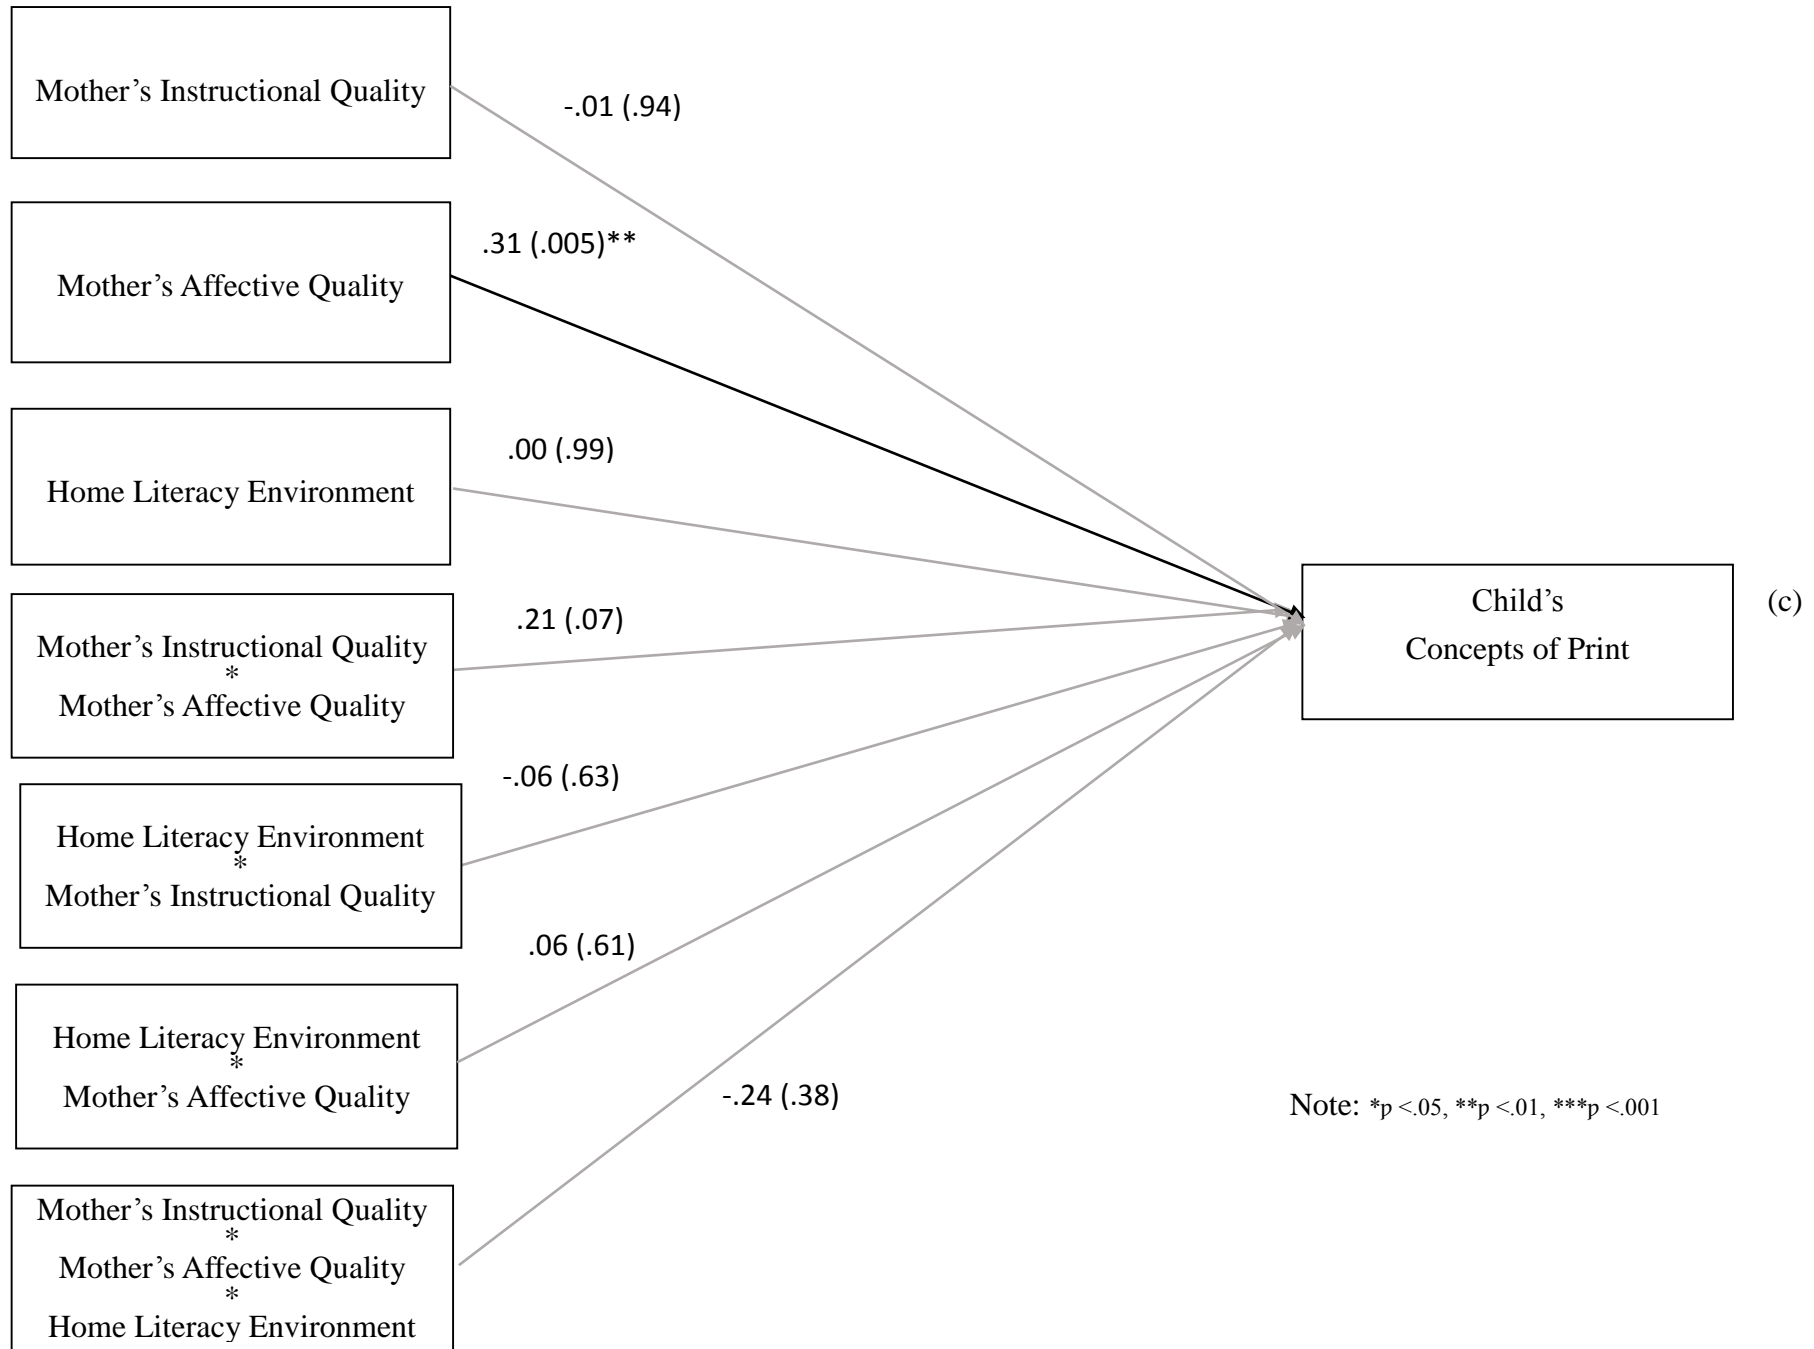 Mother’s Instructional Quality
-.01 (.94)
Mother’s Affective Quality
.31 (.005)**
Home Literacy Environment
.00 (.99)
Mother’s Instructional Quality
*
Mother’s Affective Quality
.21 (.07)
Home Literacy Environment
*
Mother’s Instructional Quality
-.06 (.63)
Home Literacy Environment
*
Mother’s Affective Quality
.06 (.61)
Mother’s Instructional Quality
*
Mother’s Affective Quality
*
Home Literacy Environment
-.24 (.38)
Child’s
Concepts of Print
(c)
Note: *p <.05, **p <.01, ***p <.001